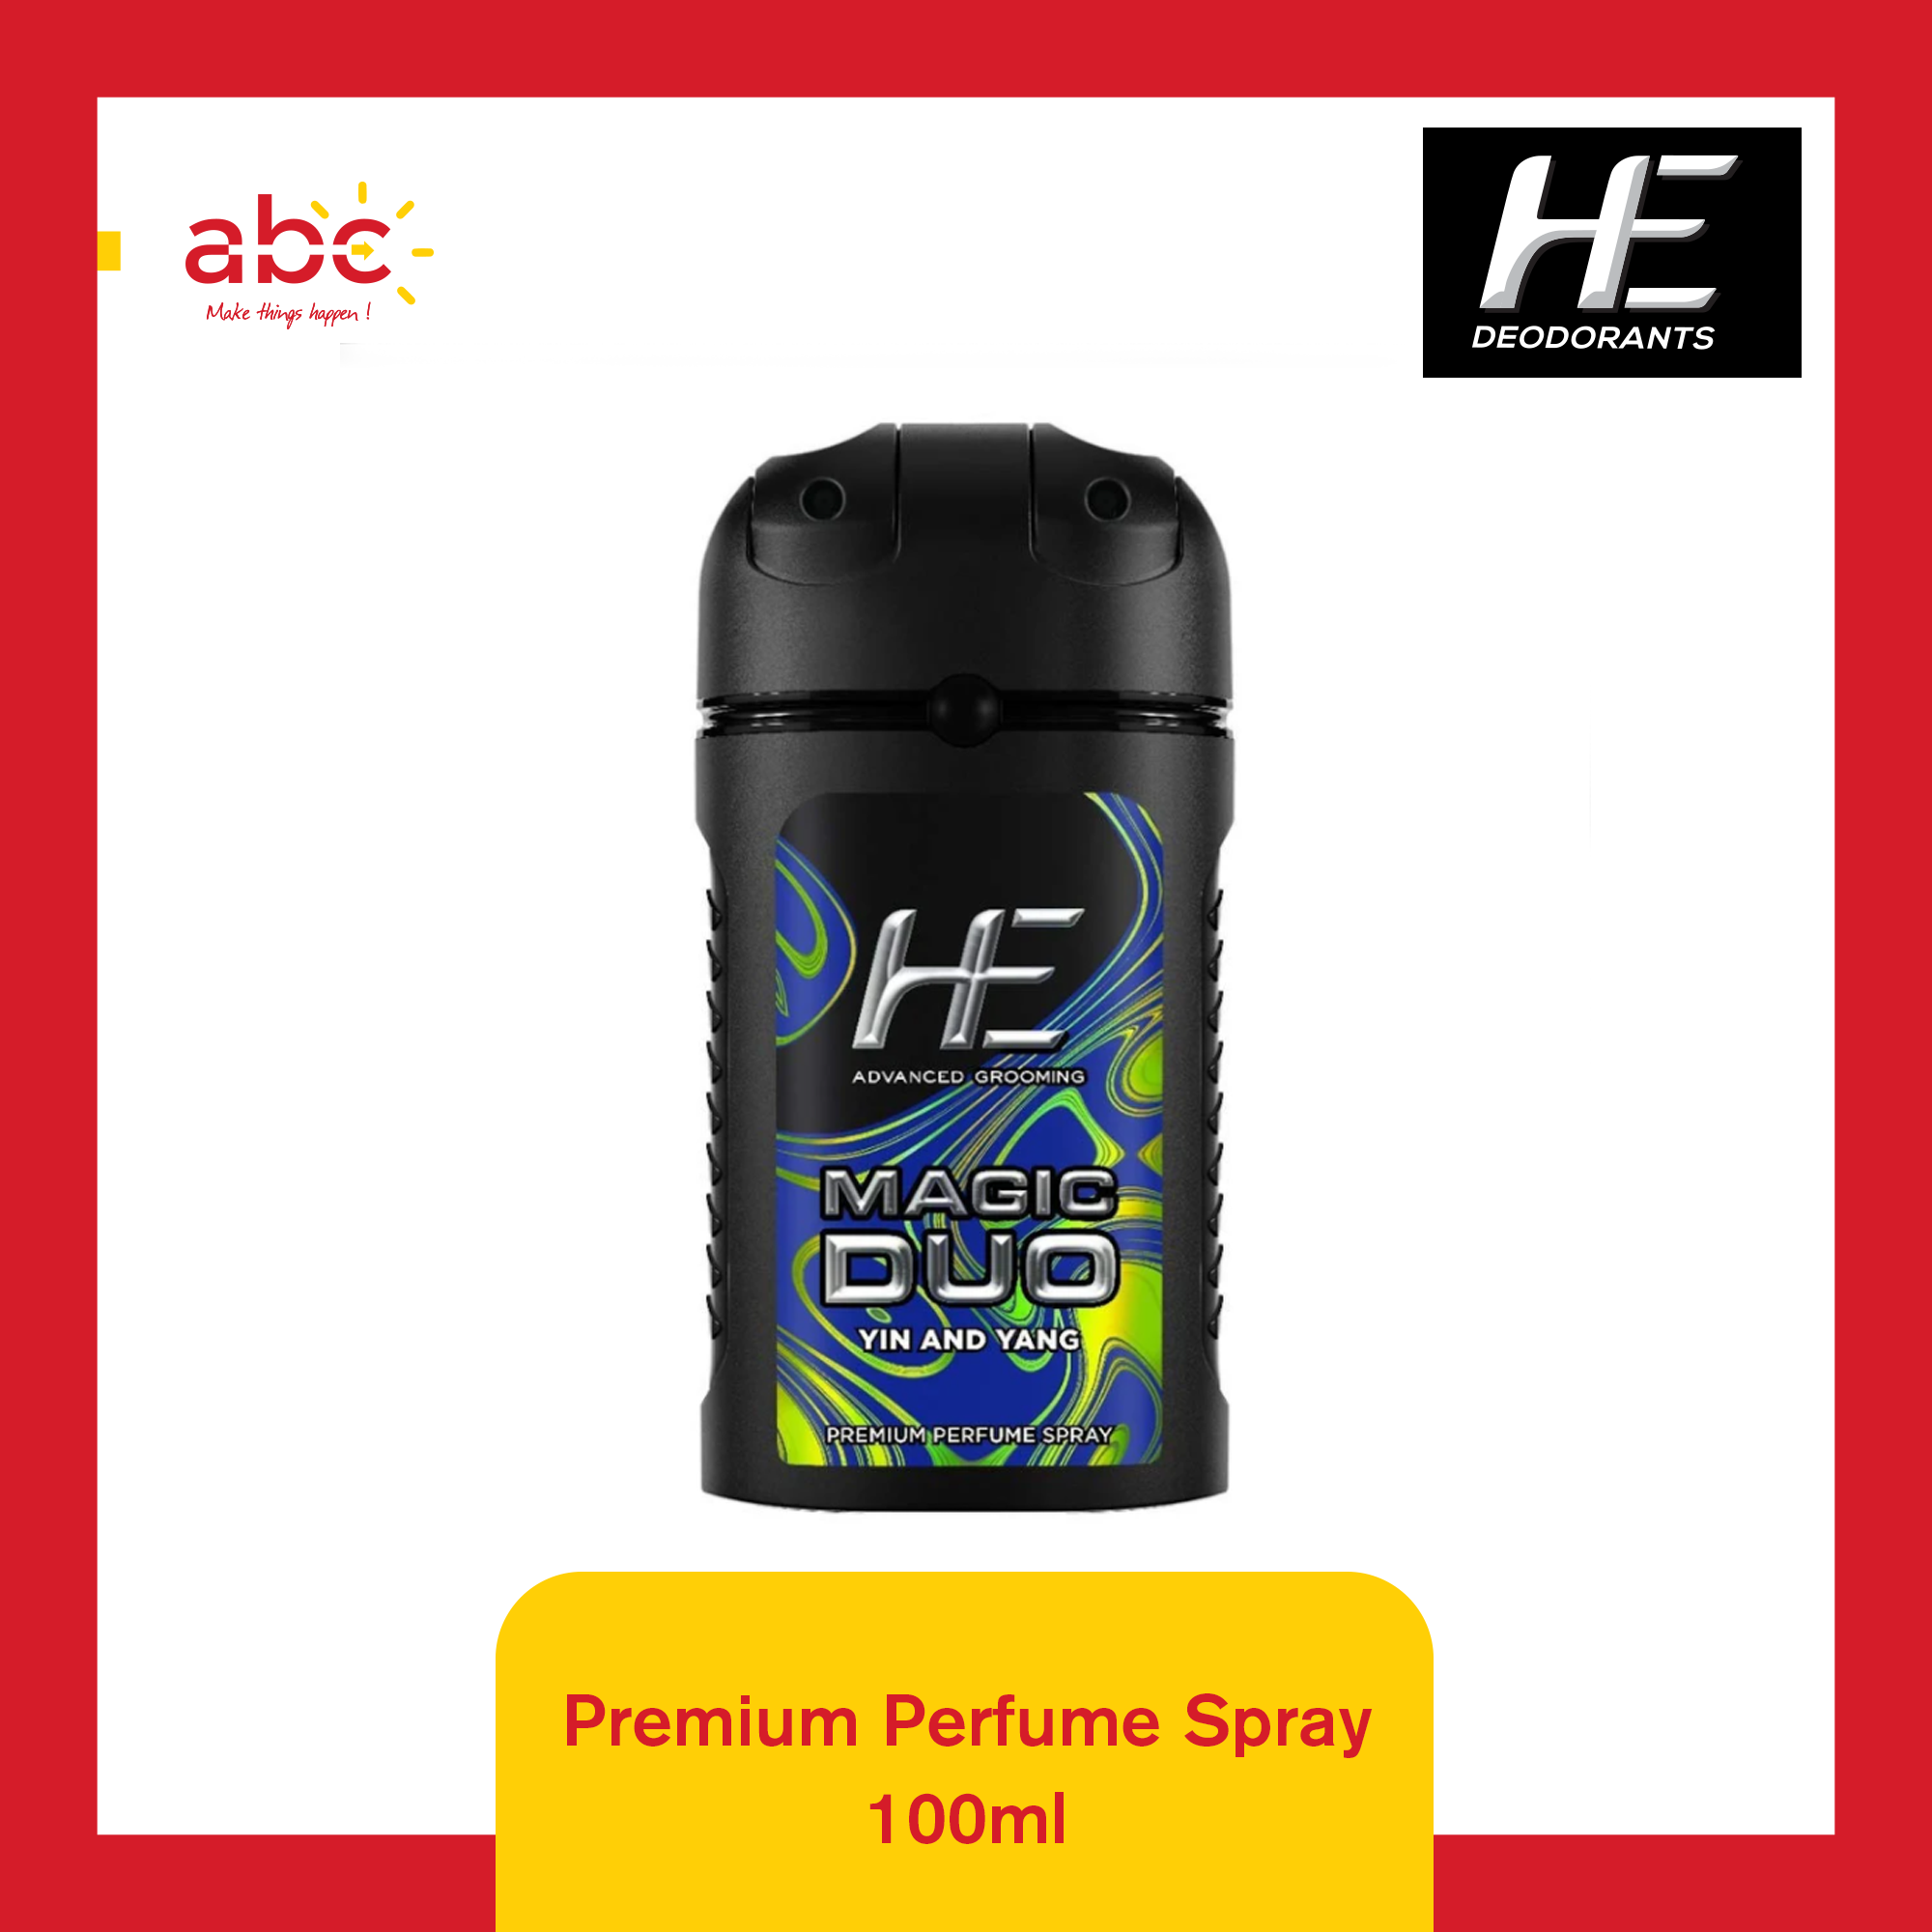 abc
Make things happen !
HE
DEODORANTS
HE
ADVANCED GROOMING
MAGIC
DUO
YIN AND YANG
PREMIUM PERFUME SPRAY
Premium Perfume Spray
100ml